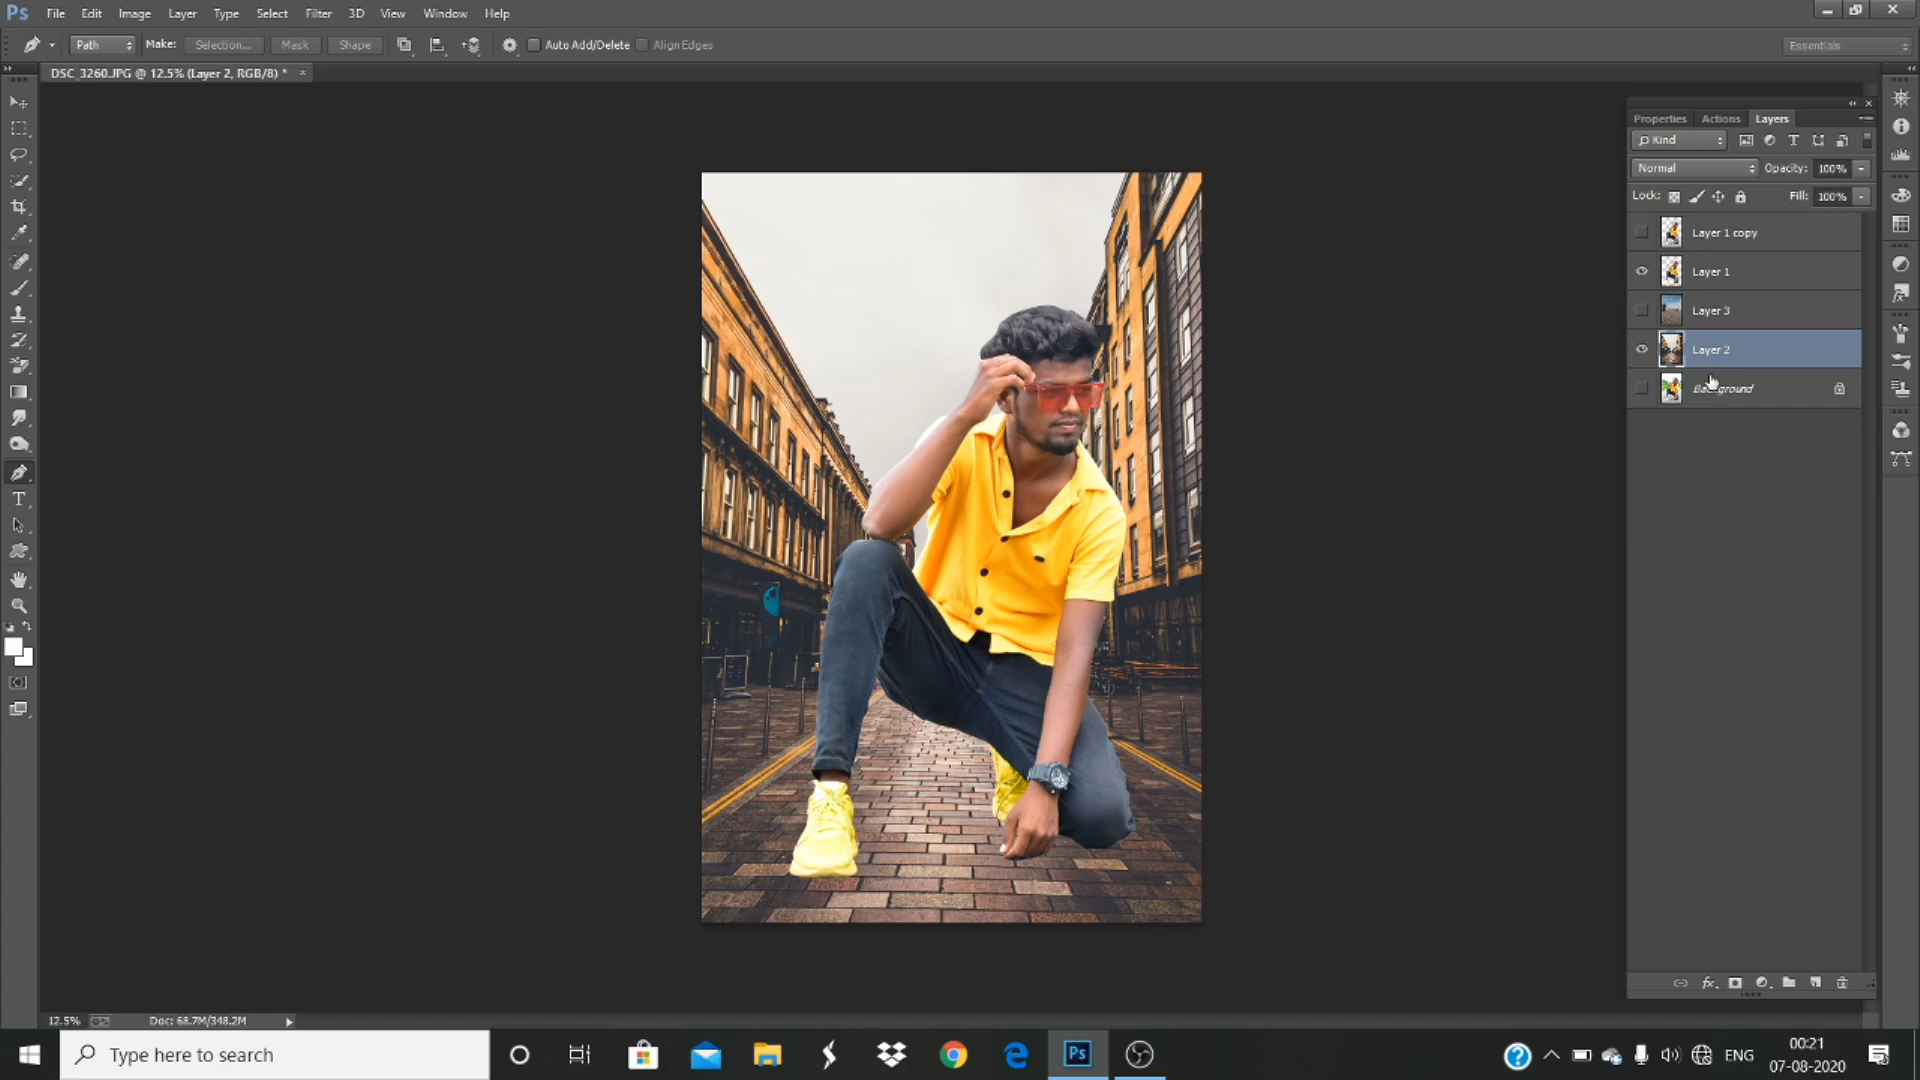 Ps File Edit Image Layer Type Select Filter 3D View Window Help
Path Make: Selection... Mask Shape Auto Add/Delete Align Edges Essentials
DSC_3260.JPG @ 12.5% (Layer 2, RGB/8) * ×
Properties Actions Layers
Kind
Normal Opacity: 100%
Lock: Fill: 100%
Layer 1 copy
Layer 1
Layer 3
Layer 2
Background
12.5% Doc: 68.7M/348.2M
Type here to search
Ps
ENG
00:21
07-08-2020